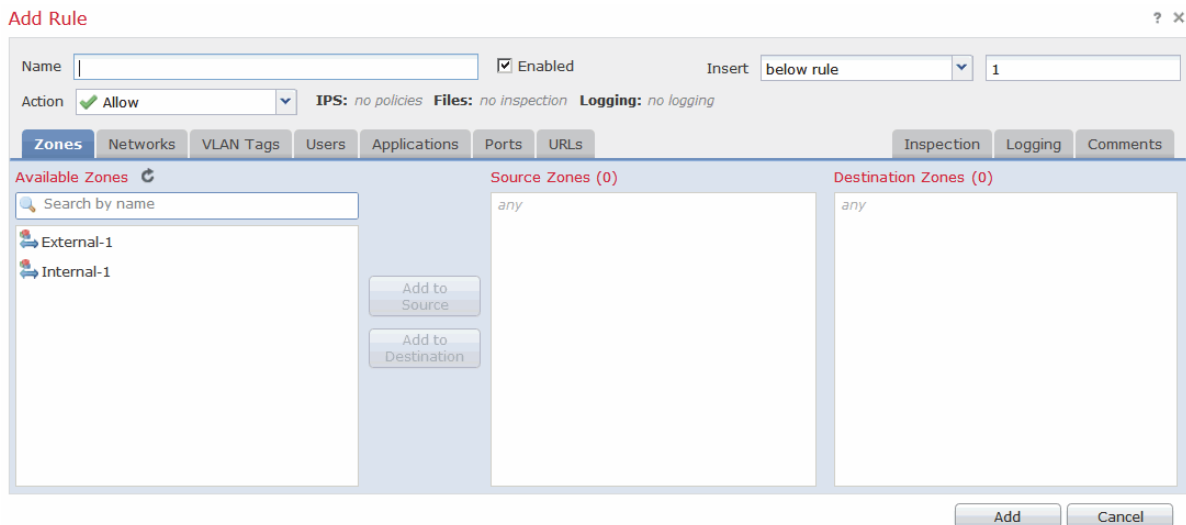 Add Rule ? ×
Name Enabled Insert below rule 1
Action Allow IPS: no policies Files: no inspection Logging: no logging
Zones Networks VLAN Tags Users Applications Ports URLs Inspection Logging Comments
Available Zones Source Zones (0) Destination Zones (0)
Search by name any any
External-1
Internal-1
Add to
Source
Add to
Destination
Add Cancel